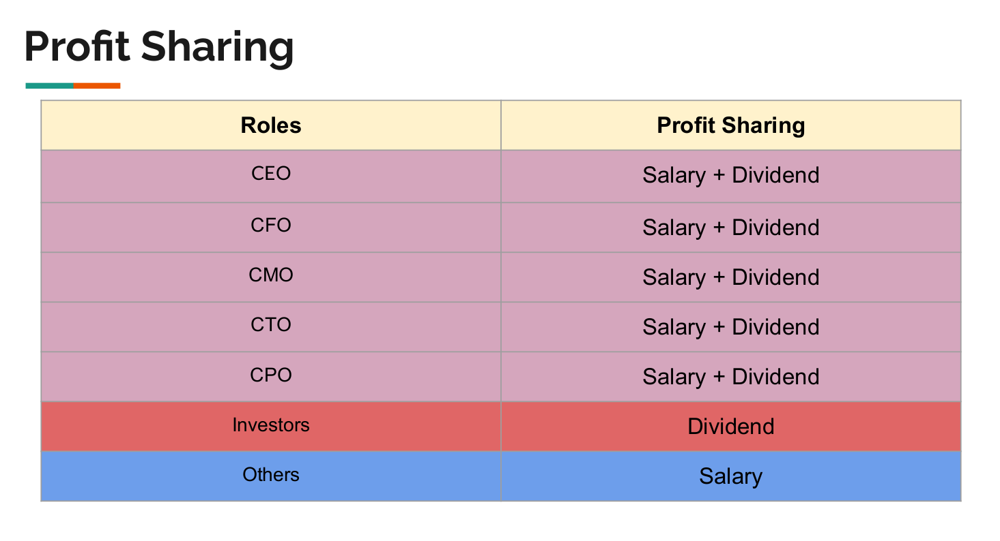 Profit Sharing
Roles Profit Sharing
CEO Salary + Dividend
CFO Salary + Dividend
CMO Salary + Dividend
CTO Salary + Dividend
CPO Salary + Dividend
Investors Dividend
Others Salary